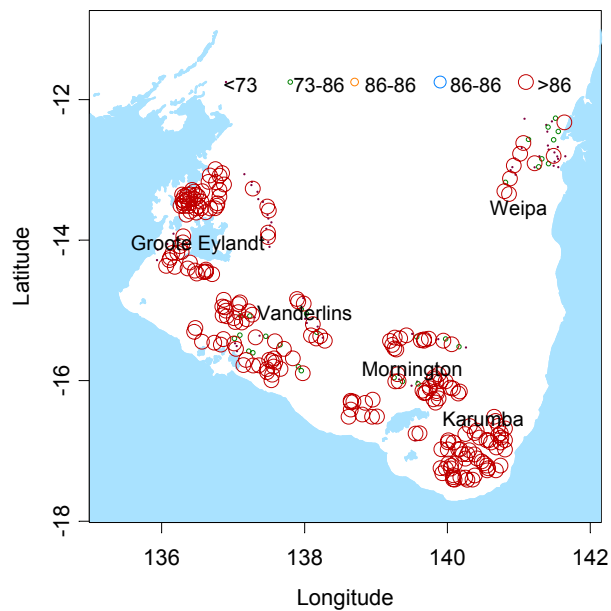 <73 73-86 86-86 86-86 >86
-12
Weipa
-14
Groote Eylandt
Vanderlins
Latitude
-16
Mornington
Karumba
-18
136 138 140 142
Longitude